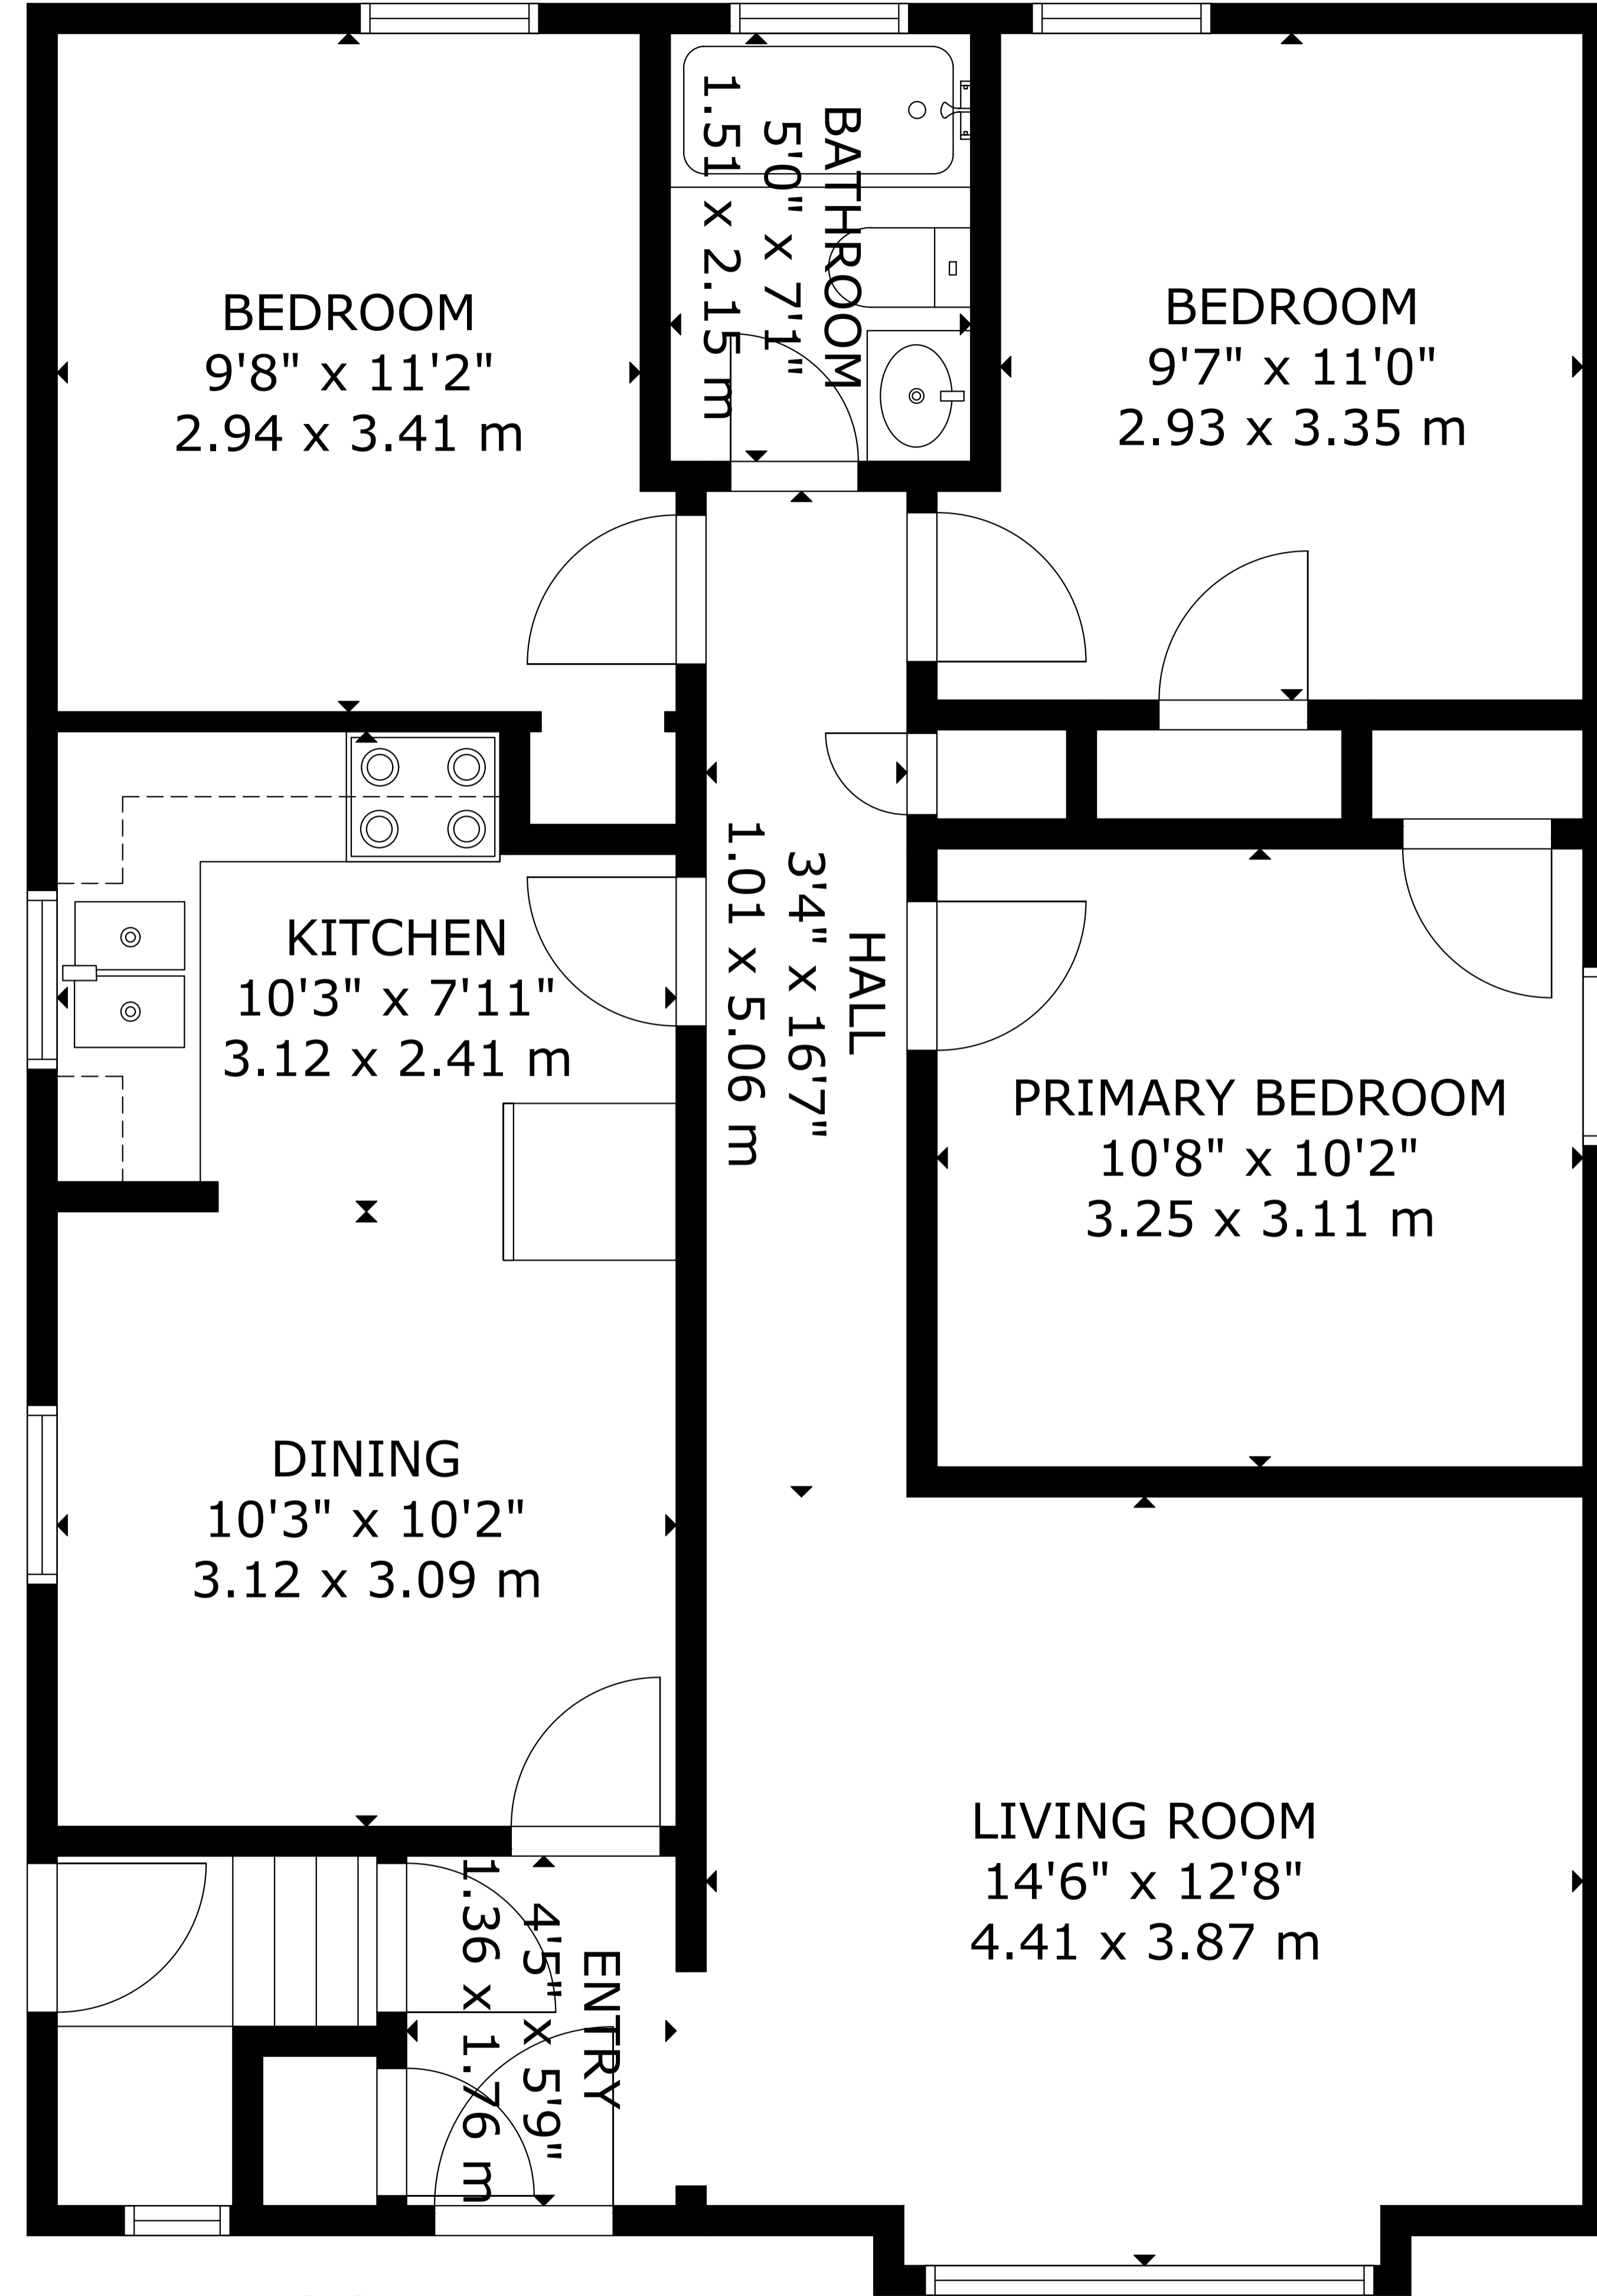 BEDROOM
9'8" x 11'2"
2.94 x 3.41 m
BATHROOM
5'0" x 7'1"
1.51 x 2.15 m
BEDROOM
9'7" x 11'0"
2.93 x 3.35 m
KITCHEN
10'3" x 7'11"
3.12 x 2.41 m
HALL
3'4" x 16'7"
1.01 x 5.06 m
PRIMARY BEDROOM
10'8" x 10'2"
3.25 x 3.11 m
DINING
10'3" x 10'2"
3.12 x 3.09 m
LIVING ROOM
14'6" x 12'8"
4.41 x 3.87 m
ENTRY
4'5" x 5'9"
1.36 x 1.76 m